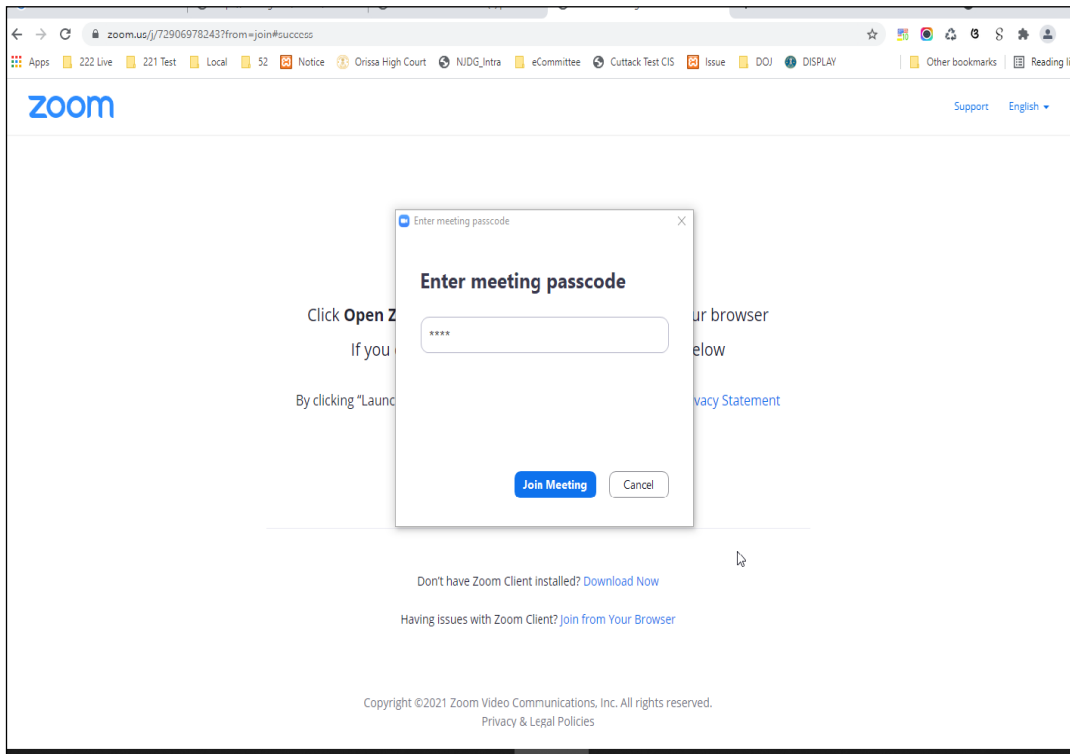 zoom.us/j/72906978243?from=join#success
Apps 222 Live 221 Test Local 52 Notice Orissa High Court NJDG_Intra eCommittee Cuttack Test CIS Issue DOJ DISPLAY Other bookmarks Reading li
zoom Support English
Enter meeting passcode
Enter meeting passcode
Click Open Z ur browser
****
If you elow
By clicking “Launc vacy Statement
Join Meeting Cancel
Don't have Zoom Client installed? Download Now
Having issues with Zoom Client? Join from Your Browser
Copyright ©2021 Zoom Video Communications, Inc. All rights reserved.
Privacy & Legal Policies